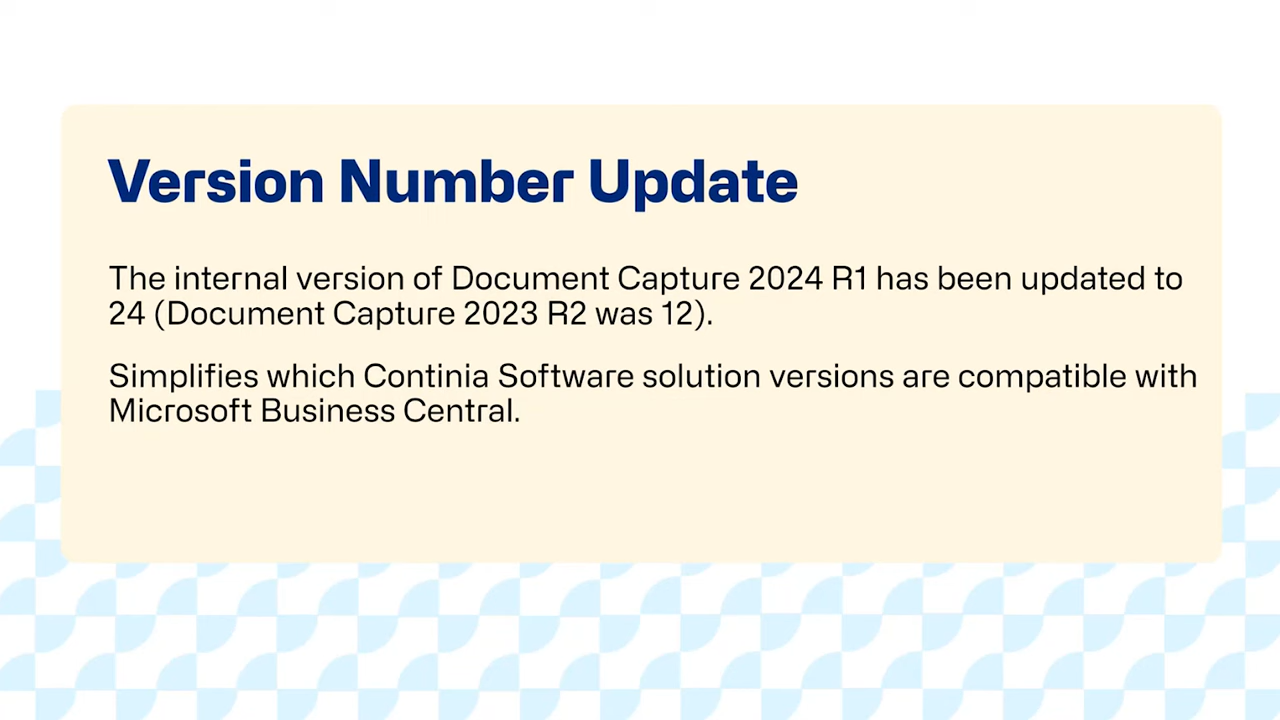 Version Number Update
The internal version of Document Capture 2024 R1 has been updated to
24 (Document Capture 2023 R2 was 12).
Simplifies which Continia Software solution versions are compatible with
Microsoft Business Central.